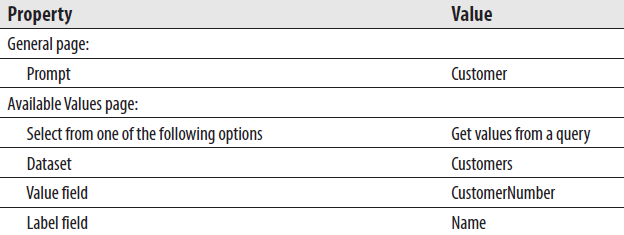 Property Value
General page:
Prompt Customer
Available Values page:
Select from one of the following options Get values from a query
Dataset Customers
Value field CustomerNumber
Label field Name